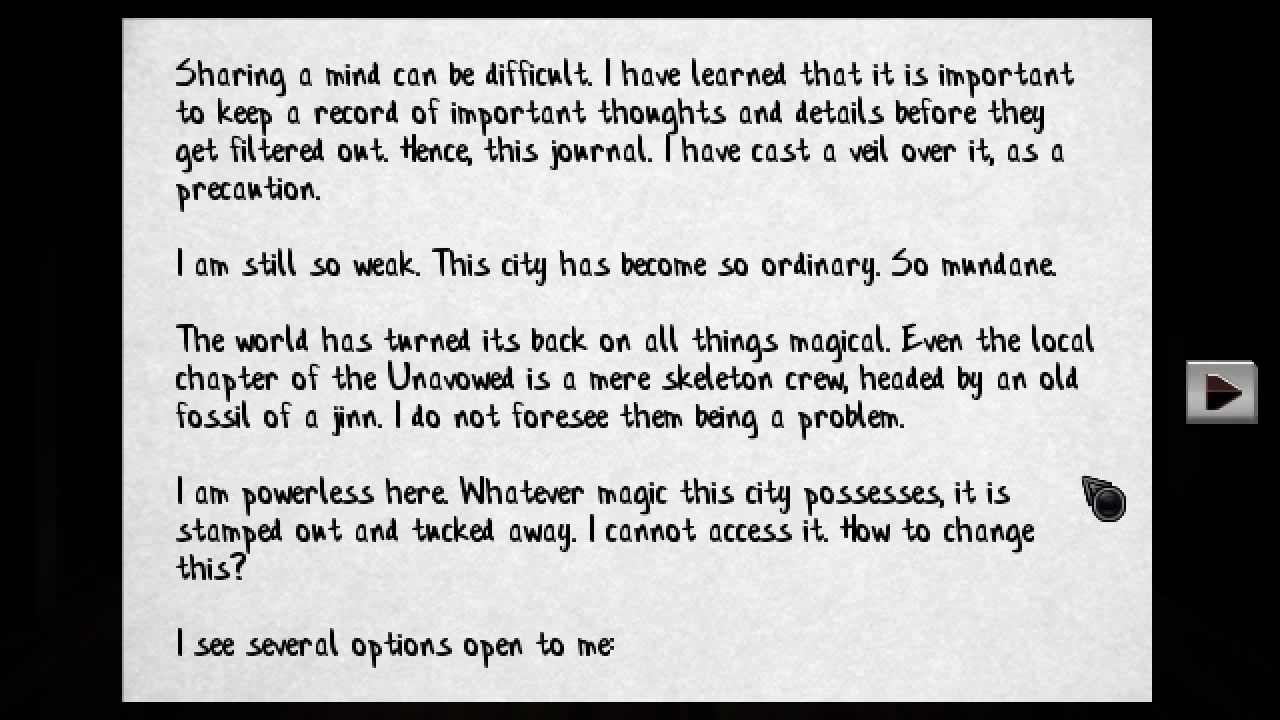 Sharing a mind can be difficult. I have learned that it is important
to keep a record of important thoughts and details before they
get filtered out. Hence, this journal. I have cast a veil over it, as a
precaution.
I am still so weak. This city has become so ordinary. So mundane.
The world has turned its back on all things magical. Even the local
chapter of the Unavowed is a mere skeleton crew, headed by an old
fossil of a jinn. I do not foresee them being a problem.
I am powerless here. Whatever magic this city possesses, it is
stamped out and tucked away. I cannot access it. How to change
this?
I see several options open to me: